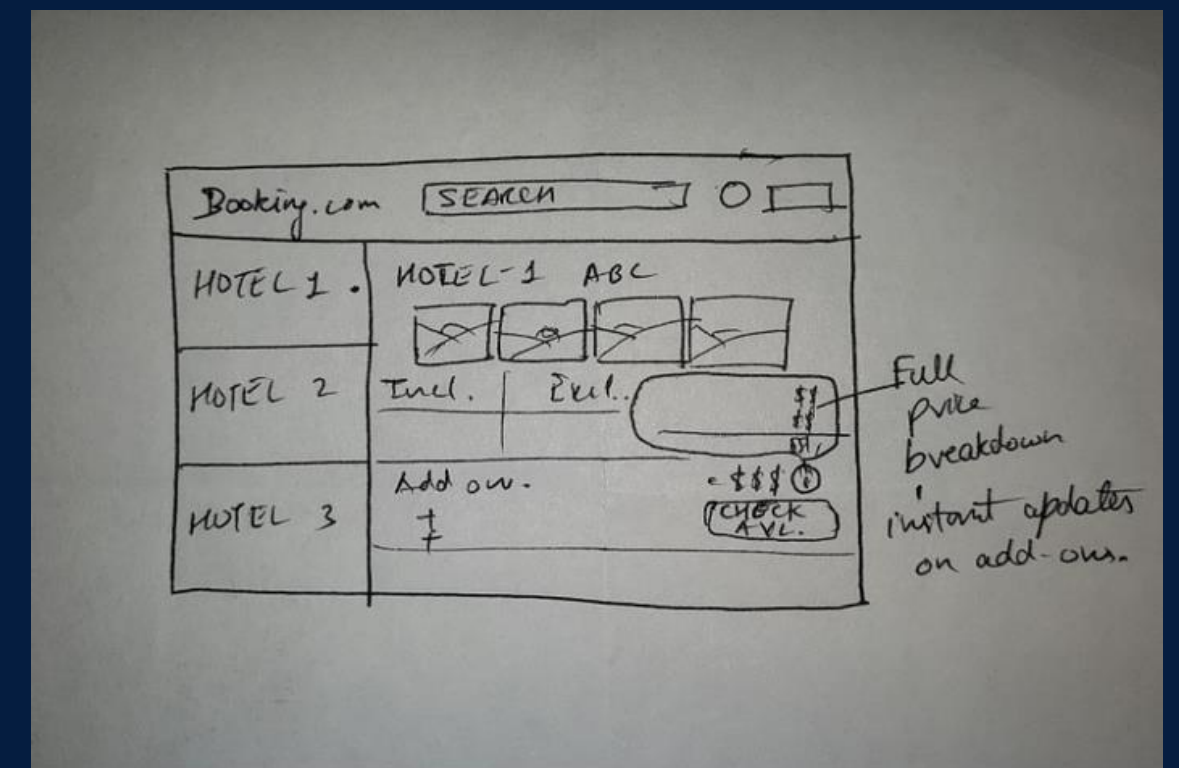 Booking.com SEARCH
HOTEL 1 .
HOTEL-1 ABC
HOTEL 2
Incl. Excl.
$$
$$
Full
price
breakdown
instant updates
on add-ons.
HOTEL 3
Add on.
+
+
- $$$ i
CHECK
AVL.